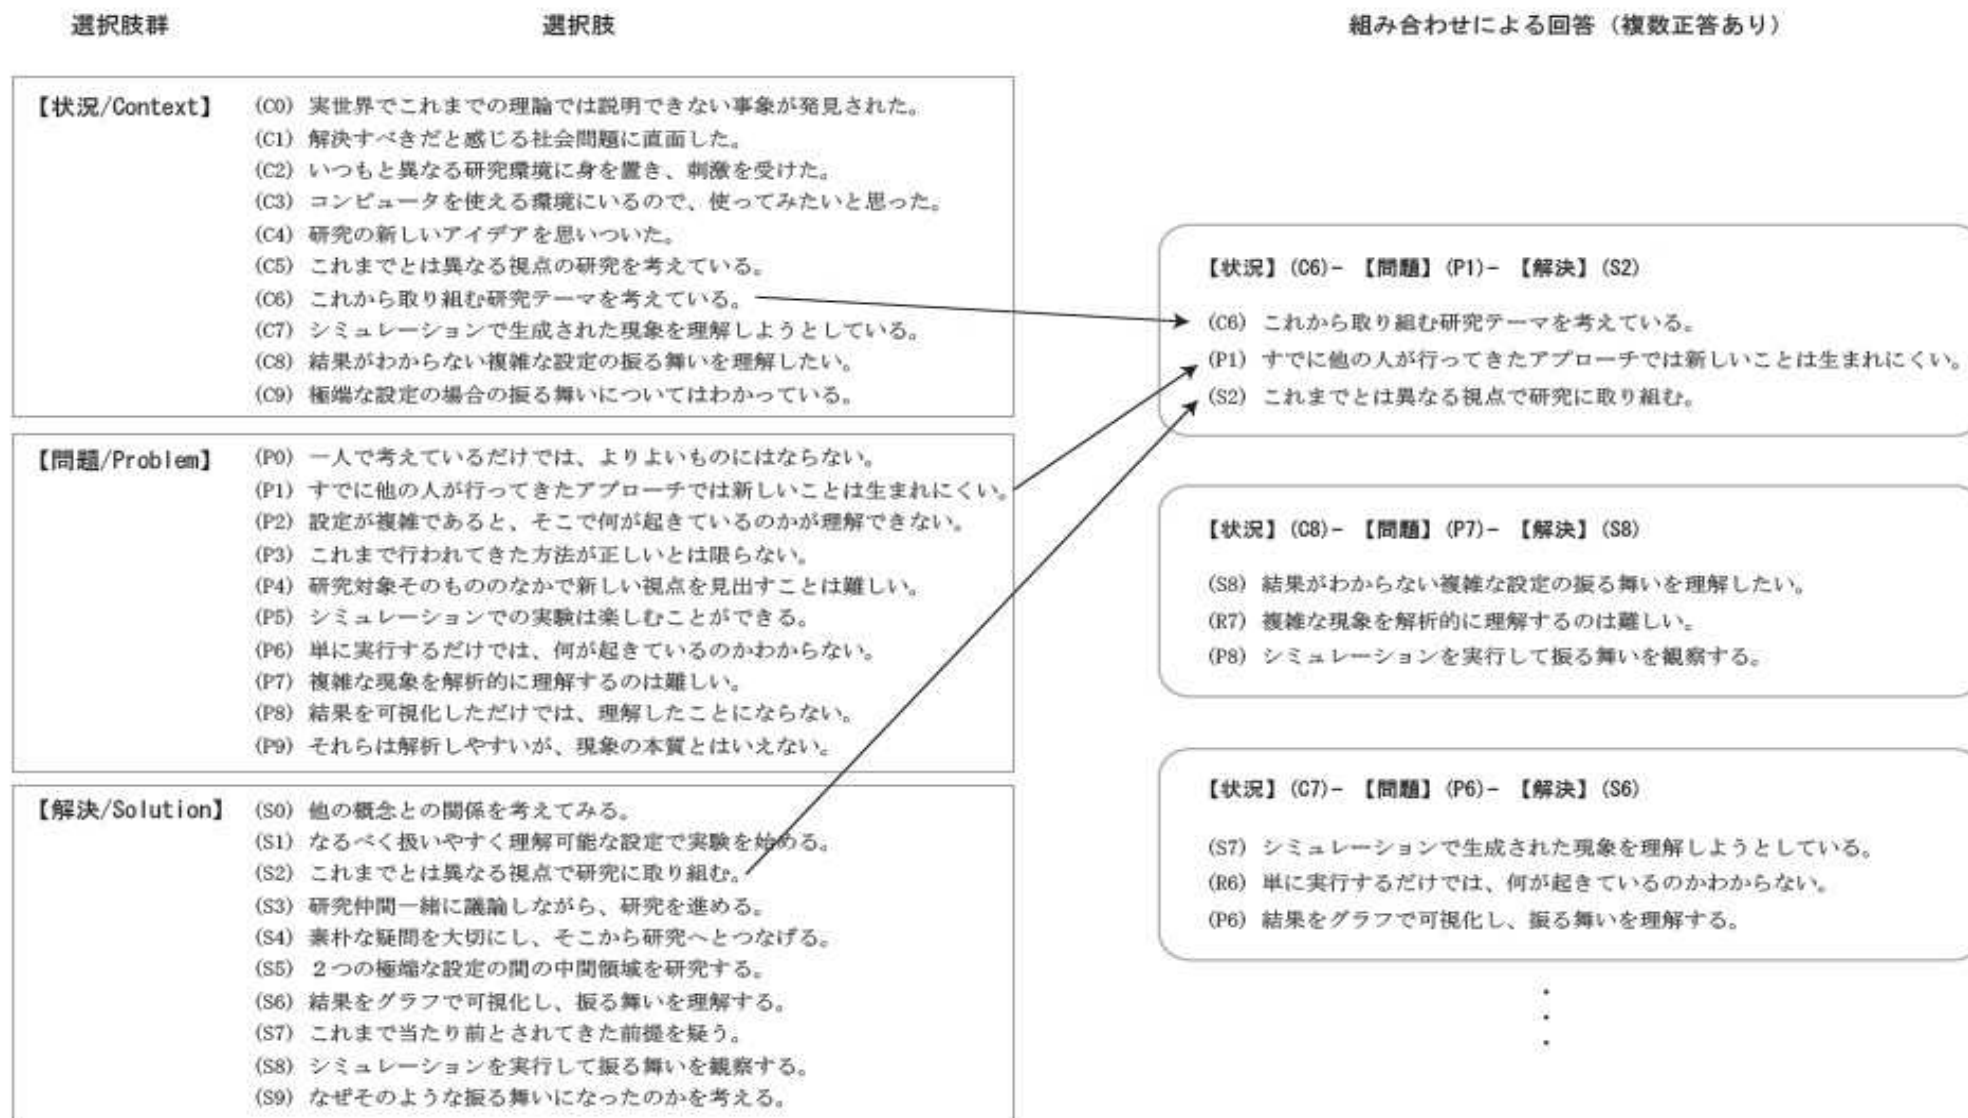 選択肢群
選択肢
組み合わせによる回答（複数正答あり）
【状況/Context】
(C0) 実世界でこれまでの理論では説明できない事象が発見された。
(C1) 解決すべきだと感じる社会問題に直面した。
(C2) いつもと異なる研究環境に身を置き、刺激を受けた。
(C3) コンピュータを使える環境にいるので、使ってみたいと思った。
(C4) 研究の新しいアイデアを思いついた。
(C5) これまでとは異なる視点の研究を考えている。
(C6) これから取り組む研究テーマを考えている。
(C7) シミュレーションで生成された現象を理解しようとしている。
(C8) 結果がわからない複雑な設定の振る舞いを理解したい。
(C9) 極端な設定の場合の振る舞いについてはわかっている。
【問題/Problem】
(P0) 一人で考えているだけでは、よりよいものにはならない。
(P1) すでに他の人が行ってきたアプローチでは新しいことは生まれにくい。
(P2) 設定が複雑であると、そこで何が起きているのかが理解できない。
(P3) これまで行われてきた方法が正しいとは限らない。
(P4) 研究対象そのもののなかで新しい視点を見出すことは難しい。
(P5) シミュレーションでの実験は楽しむことができる。
(P6) 単に実行するだけでは、何が起きているのかわからない。
(P7) 複雑な現象を解析的に理解するのは難しい。
(P8) 結果を可視化しただけでは、理解したことにならない。
(P9) それらは解析しやすいが、現象の本質とはいえない。
【解決/Solution】
(S0) 他の概念との関係を考えてみる。
(S1) なるべく扱いやすく理解可能な設定で実験を始める。
(S2) これまでとは異なる視点で研究に取り組む。
(S3) 研究仲間一緒に議論しながら、研究を進める。
(S4) 素朴な疑問を大切にし、そこから研究へとつなげる。
(S5) ２つの極端な設定の間の中間領域を研究する。
(S6) 結果をグラフで可視化し、振る舞いを理解する。
(S7) これまで当たり前とされてきた前提を疑う。
(S8) シミュレーションを実行して振る舞いを観察する。
(S9) なぜそのような振る舞いになったのかを考える。
【状況】(C6)- 【問題】(P1)- 【解決】(S2)
(C6) これから取り組む研究テーマを考えている。
(P1) すでに他の人が行ってきたアプローチでは新しいことは生まれにくい。
(S2) これまでとは異なる視点で研究に取り組む。
【状況】(C8)- 【問題】(P7)- 【解決】(S8)
(S8) 結果がわからない複雑な設定の振る舞いを理解したい。
(R7) 複雑な現象を解析的に理解するのは難しい。
(P8) シミュレーションを実行して振る舞いを観察する。
【状況】(C7)- 【問題】(P6)- 【解決】(S6)
(S7) シミュレーションで生成された現象を理解しようとしている。
(R6) 単に実行するだけでは、何が起きているのかわからない。
(P6) 結果をグラフで可視化し、振る舞いを理解する。